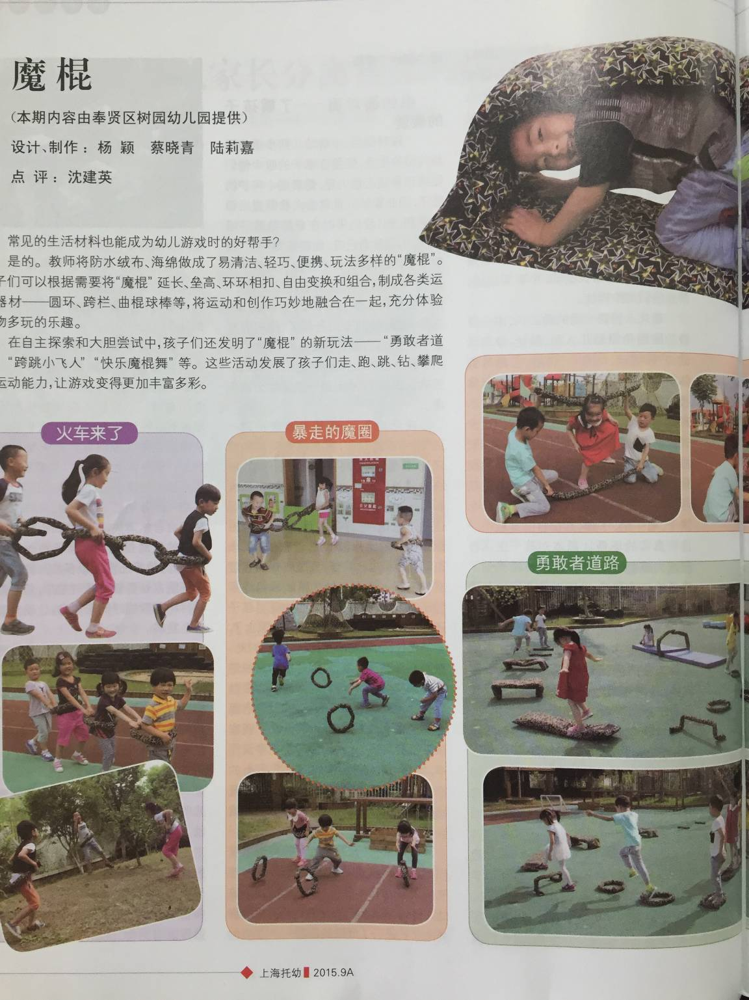 魔棍
（本期内容由奉贤区树园幼儿园提供）
设计、制作：杨 颖 蔡晓青 陆莉嘉
点 评：沈建英
常见的生活材料也能成为幼儿游戏时的好帮手？
是的。教师将防水绒布、海绵做成了易清洁、轻巧、便携、玩法多样的“魔棍”。
子们可以根据需要将“魔棍”延长、垒高、环环相扣、自由变换和组合，制成各类运
器材——圆环、跨栏、曲棍球棒等，将运动和创作巧妙地融合在一起，充分体验
物多玩的乐趣。
在自主探索和大胆尝试中，孩子们还发明了“魔棍”的新玩法——“勇敢者道
“跨跳小飞人”“快乐魔棍舞”等。这些活动发展了孩子们走、跑、跳、钻、攀爬
运动能力，让游戏变得更加丰富多彩。
火车来了
暴走的魔圈
勇敢者道路
上海托幼 2015.9A